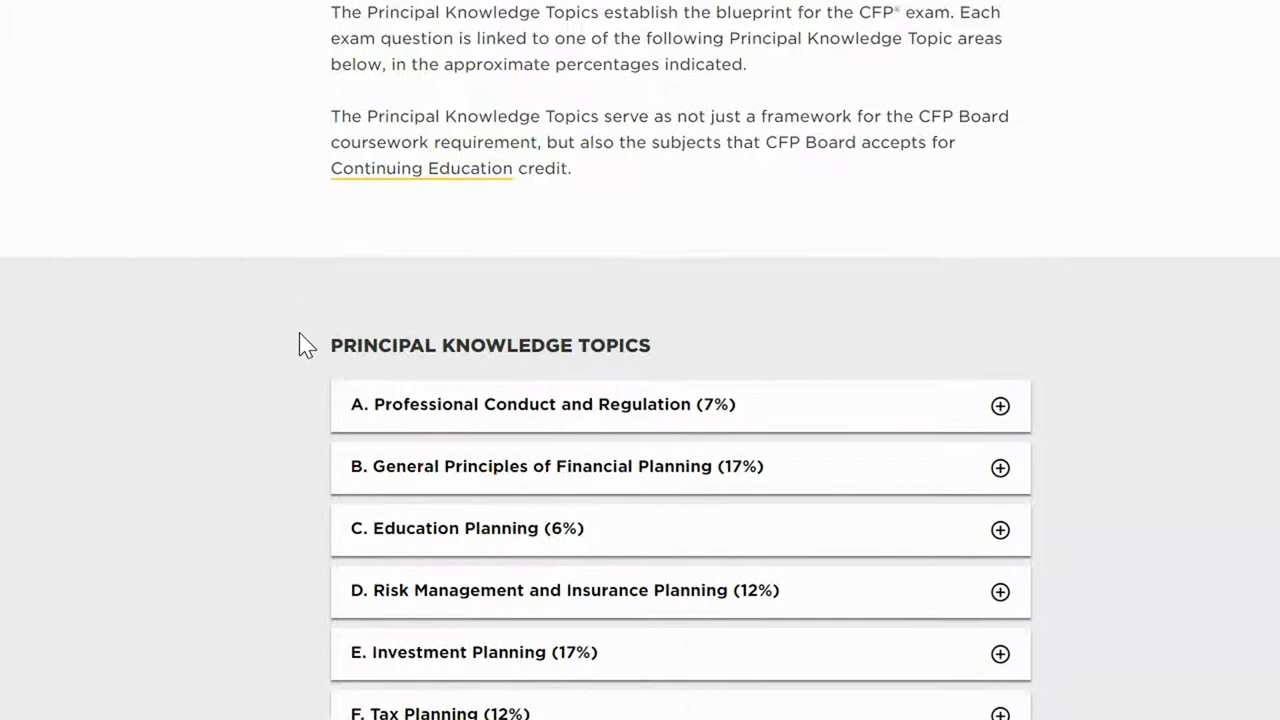 The Principal Knowledge Topics establish the blueprint for the CFP® exam. Each
exam question is linked to one of the following Principal Knowledge Topic areas
below, in the approximate percentages indicated.
The Principal Knowledge Topics serve as not just a framework for the CFP Board
coursework requirement, but also the subjects that CFP Board accepts for
Continuing Education credit.
PRINCIPAL KNOWLEDGE TOPICS
A. Professional Conduct and Regulation (7%)
B. General Principles of Financial Planning (17%)
C. Education Planning (6%)
D. Risk Management and Insurance Planning (12%)
E. Investment Planning (17%)
F. Tax Planning (12%)